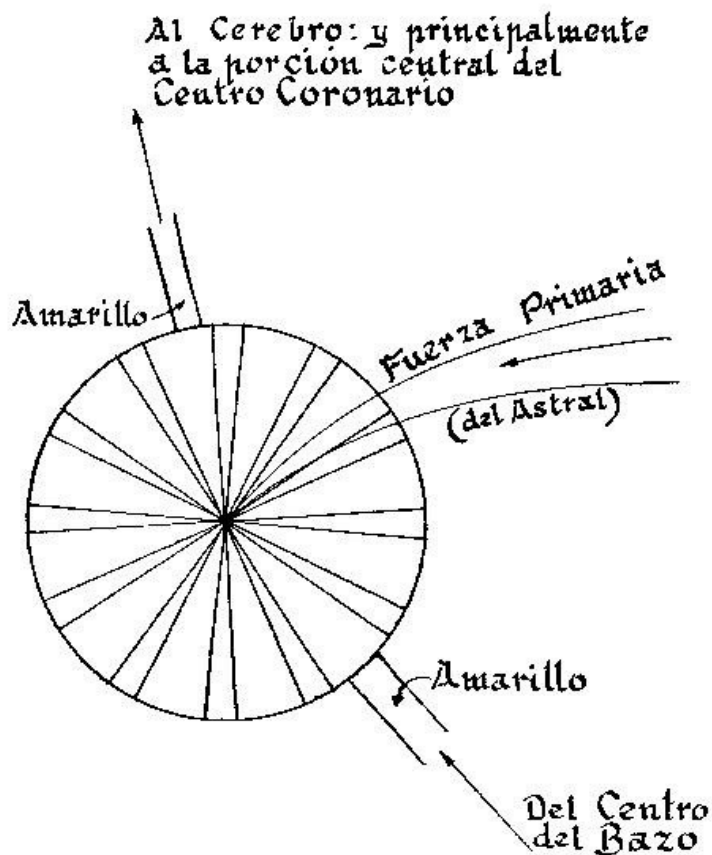 Al Cerebro: y principalmente
a la porción central del
Centro Coronario
Amarillo
Fuerza Primaria
(del Astral)
Amarillo
Del Centro
del Bazo